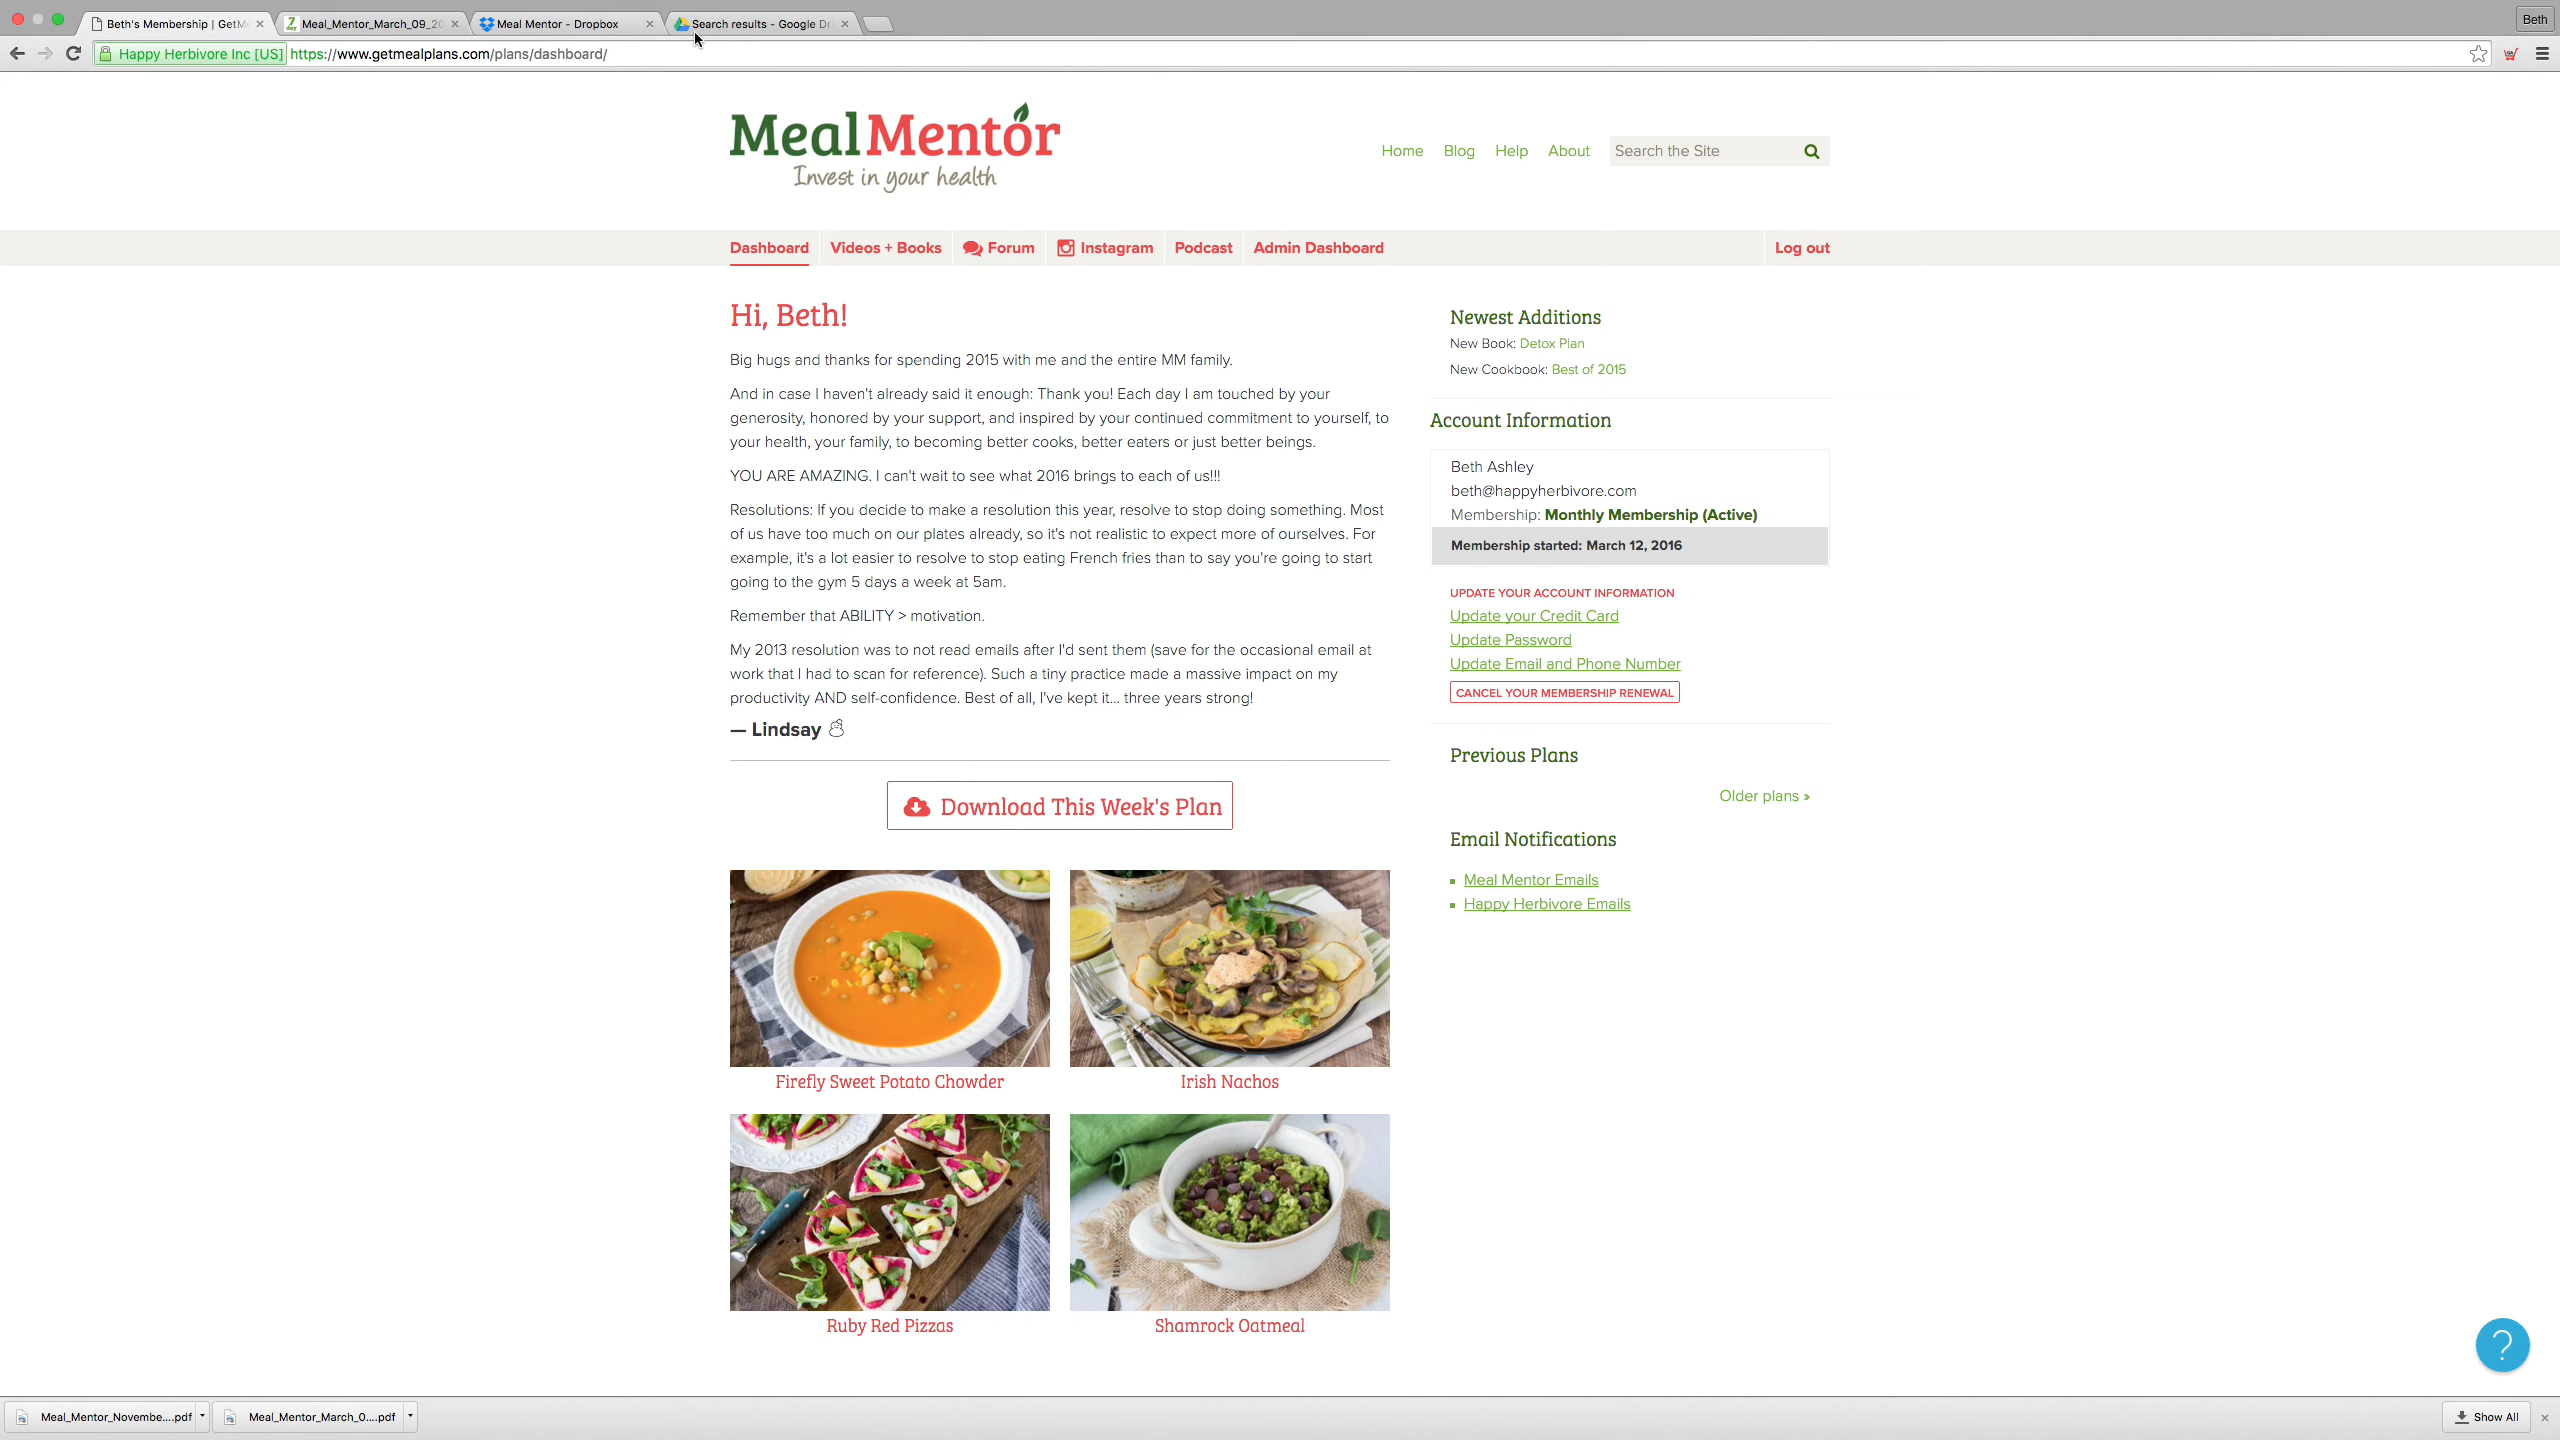 Beth's Membership | GetMe
Meal_Mentor_March_09_20
Meal Mentor - Dropbox
Search results - Google Dri
Beth
Happy Herbivore Inc [US]
https://www.getmealplans.com/plans/dashboard/
MealMentor
Invest in your health
Home
Blog
Help
About
Search the Site
Dashboard
Videos + Books
Forum
Instagram
Podcast
Admin Dashboard
Log out
Hi, Beth!
Big hugs and thanks for spending 2015 with me and the entire MM family.
And in case I haven't already said it enough: Thank you! Each day I am touched by your
generosity, honored by your support, and inspired by your continued commitment to yourself, to
your health, your family, to becoming better cooks, better eaters or just better beings.
YOU ARE AMAZING. I can't wait to see what 2016 brings to each of us!!!
Resolutions: If you decide to make a resolution this year, resolve to stop doing something. Most
of us have too much on our plates already, so it's not realistic to expect more of ourselves. For
example, it's a lot easier to resolve to stop eating French fries than to say you're going to start
going to the gym 5 days a week at 5am.
Remember that ABILITY > motivation.
My 2013 resolution was to not read emails after I'd sent them (save for the occasional email at
work that I had to scan for reference). Such a tiny practice made a massive impact on my
productivity AND self-confidence. Best of all, I've kept it... three years strong!
— Lindsay
Download This Week's Plan
Firefly Sweet Potato Chowder
Irish Nachos
Ruby Red Pizzas
Shamrock Oatmeal
Newest Additions
New Book: Detox Plan
New Cookbook: Best of 2015
Account Information
Beth Ashley
beth@happyherbivore.com
Membership: Monthly Membership (Active)
Membership started: March 12, 2016
UPDATE YOUR ACCOUNT INFORMATION
Update your Credit Card
Update Password
Update Email and Phone Number
CANCEL YOUR MEMBERSHIP RENEWAL
Previous Plans
Older plans »
Email Notifications
Meal Mentor Emails
Happy Herbivore Emails
?
Meal_Mentor_Novembe....pdf
Meal_Mentor_March_0....pdf
Show All